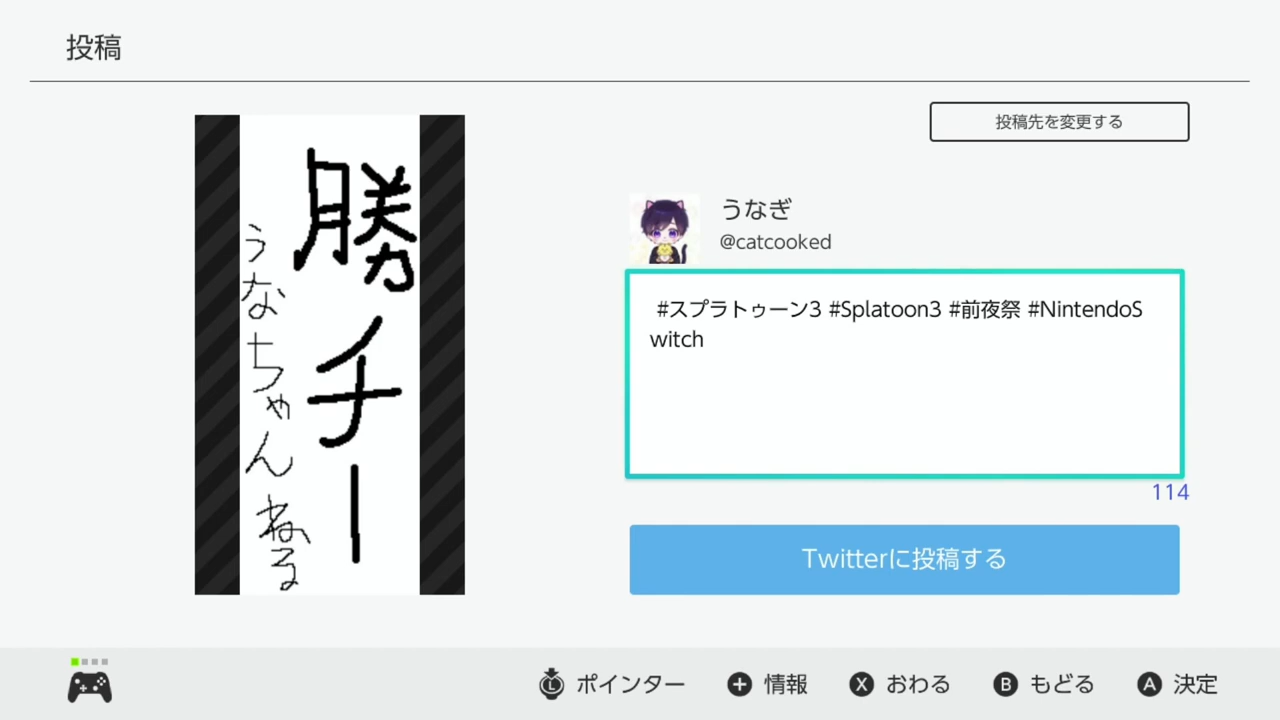 投稿
勝チー
うなちゃんねる
投稿先を変更する
うなぎ
@catcooked
#スプラトゥーン3 #Splatoon3 #前夜祭 #NintendoS
witch
114
Twitterに投稿する
L ポインター + 情報 X おわる B もどる A 決定